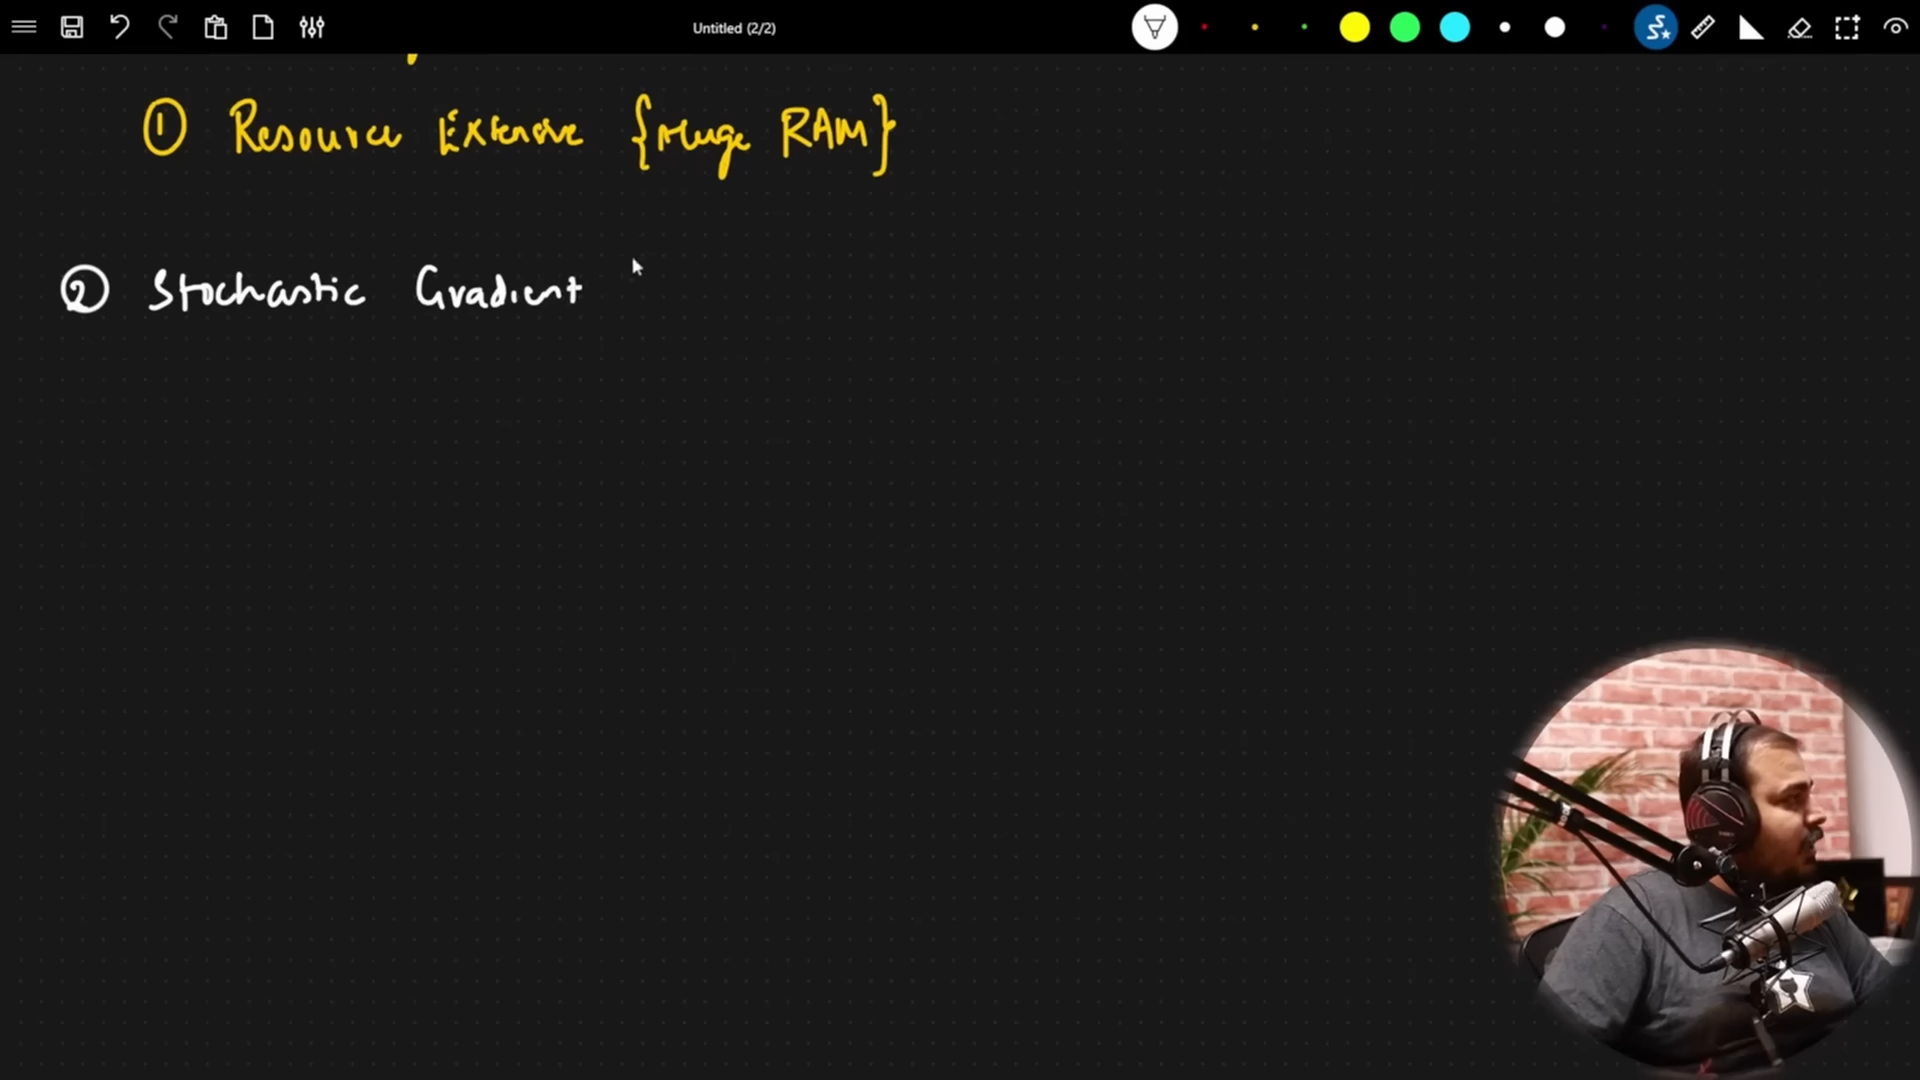 Untitled (2/2)
① Resource Extensive {Huge RAM}
② Stochastic Gradient